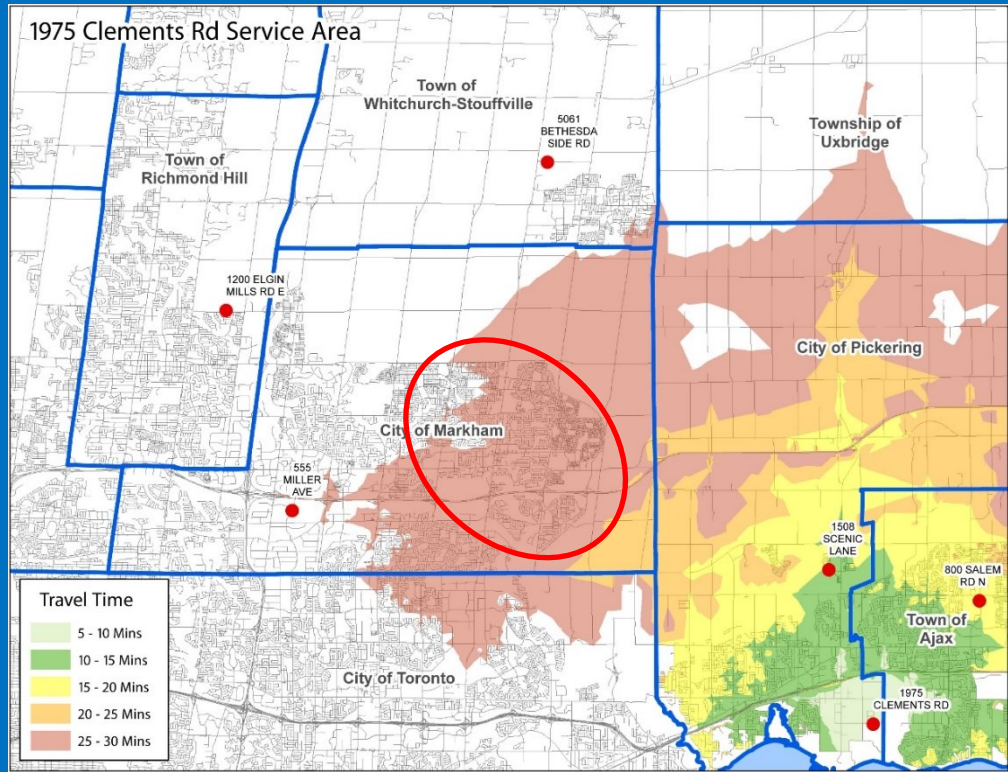 1975 Clements Rd Service Area
Town of
Whitchurch-Stouffville
5061
BETHESDA
SIDE RD
Township of
Uxbridge
Town of
Richmond Hill
1200 ELGIN
MILLS RD E
City of Pickering
City of Markham
555
MILLER
AVE
1508
SCENIC
LANE
800 SALEM
RD N
Town of
Ajax
City of Toronto
1975
CLEMENTS RD
Travel Time
5 - 10 Mins
10 - 15 Mins
15 - 20 Mins
20 - 25 Mins
25 - 30 Mins